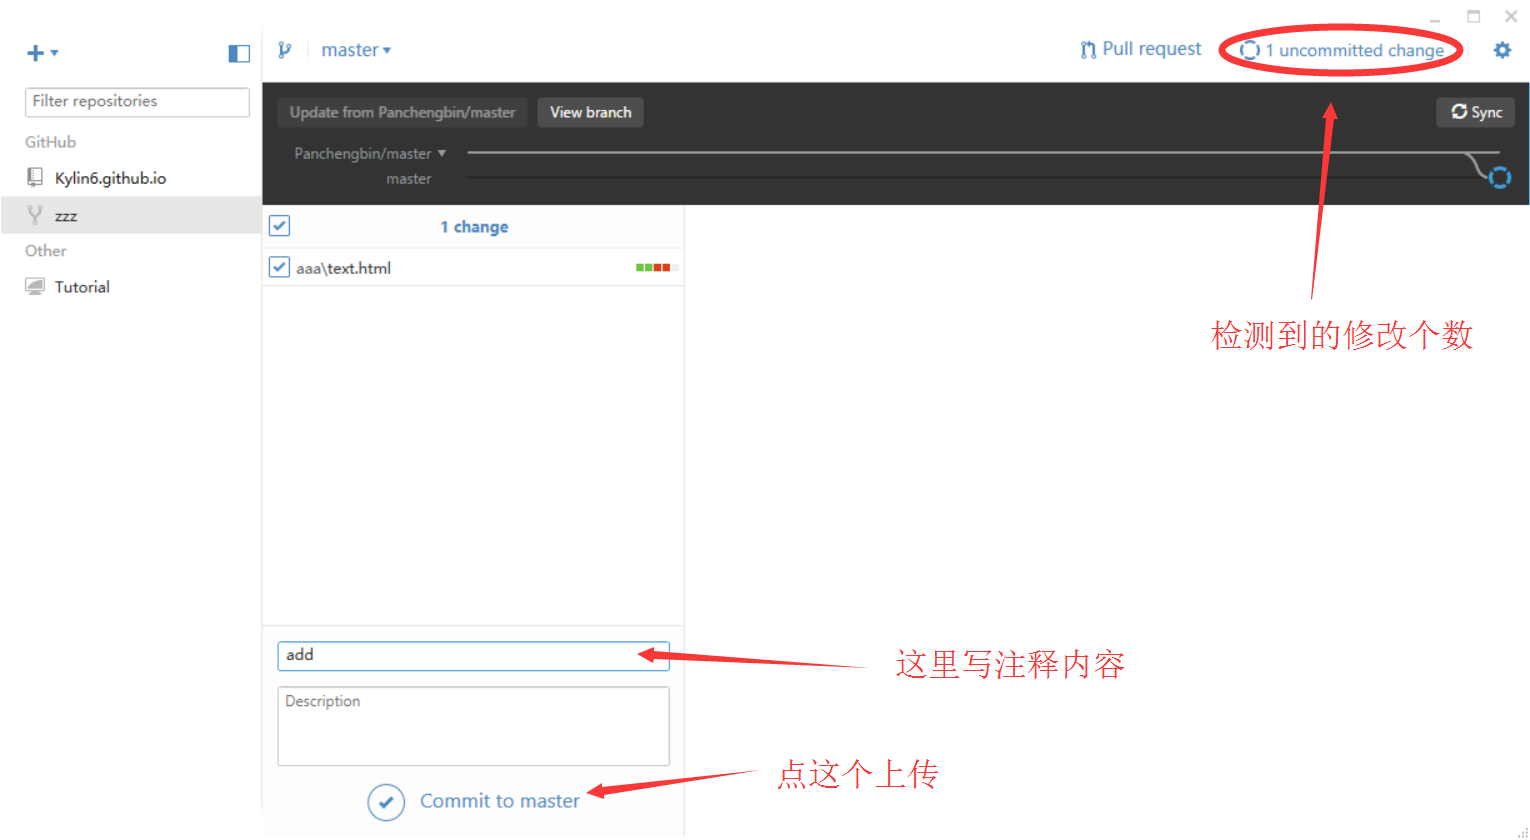 master
Pull request
1 uncommitted change
Filter repositories
GitHub
Kylin6.github.io
zzz
Other
Tutorial
Update from Panchengbin/master
View branch
Sync
Panchengbin/master
master
1 change
aaa\text.html
检测到的修改个数
add
这里写注释内容
Description
点这个上传
Commit to master